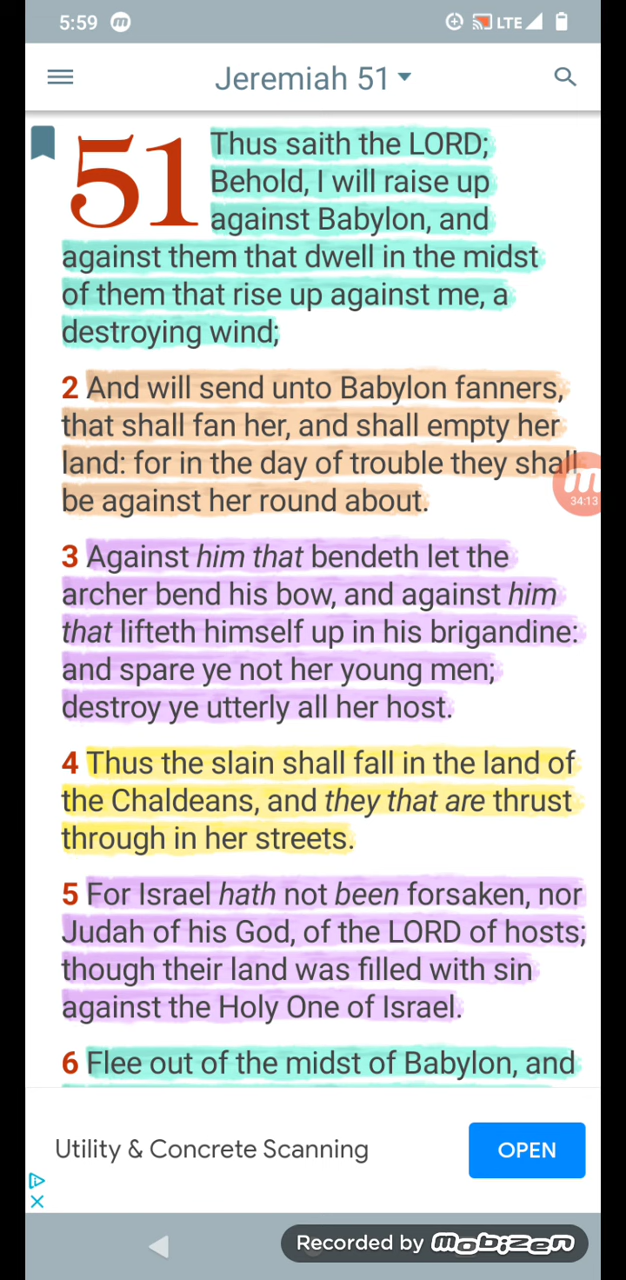 5:59 m LTE
Jeremiah 51
51 Thus saith the LORD;
Behold, I will raise up
against Babylon, and
against them that dwell in the midst
of them that rise up against me, a
destroying wind;
2 And will send unto Babylon fanners,
that shall fan her, and shall empty her
land: for in the day of trouble they shall
be against her round about.
m
34:13
3 Against him that bendeth let the
archer bend his bow, and against him
that lifteth himself up in his brigandine:
and spare ye not her young men;
destroy ye utterly all her host.
4 Thus the slain shall fall in the land of
the Chaldeans, and they that are thrust
through in her streets.
5 For Israel hath not been forsaken, nor
Judah of his God, of the LORD of hosts;
though their land was filled with sin
against the Holy One of Israel.
6 Flee out of the midst of Babylon, and
Utility & Concrete Scanning OPEN
Recorded by mobizen